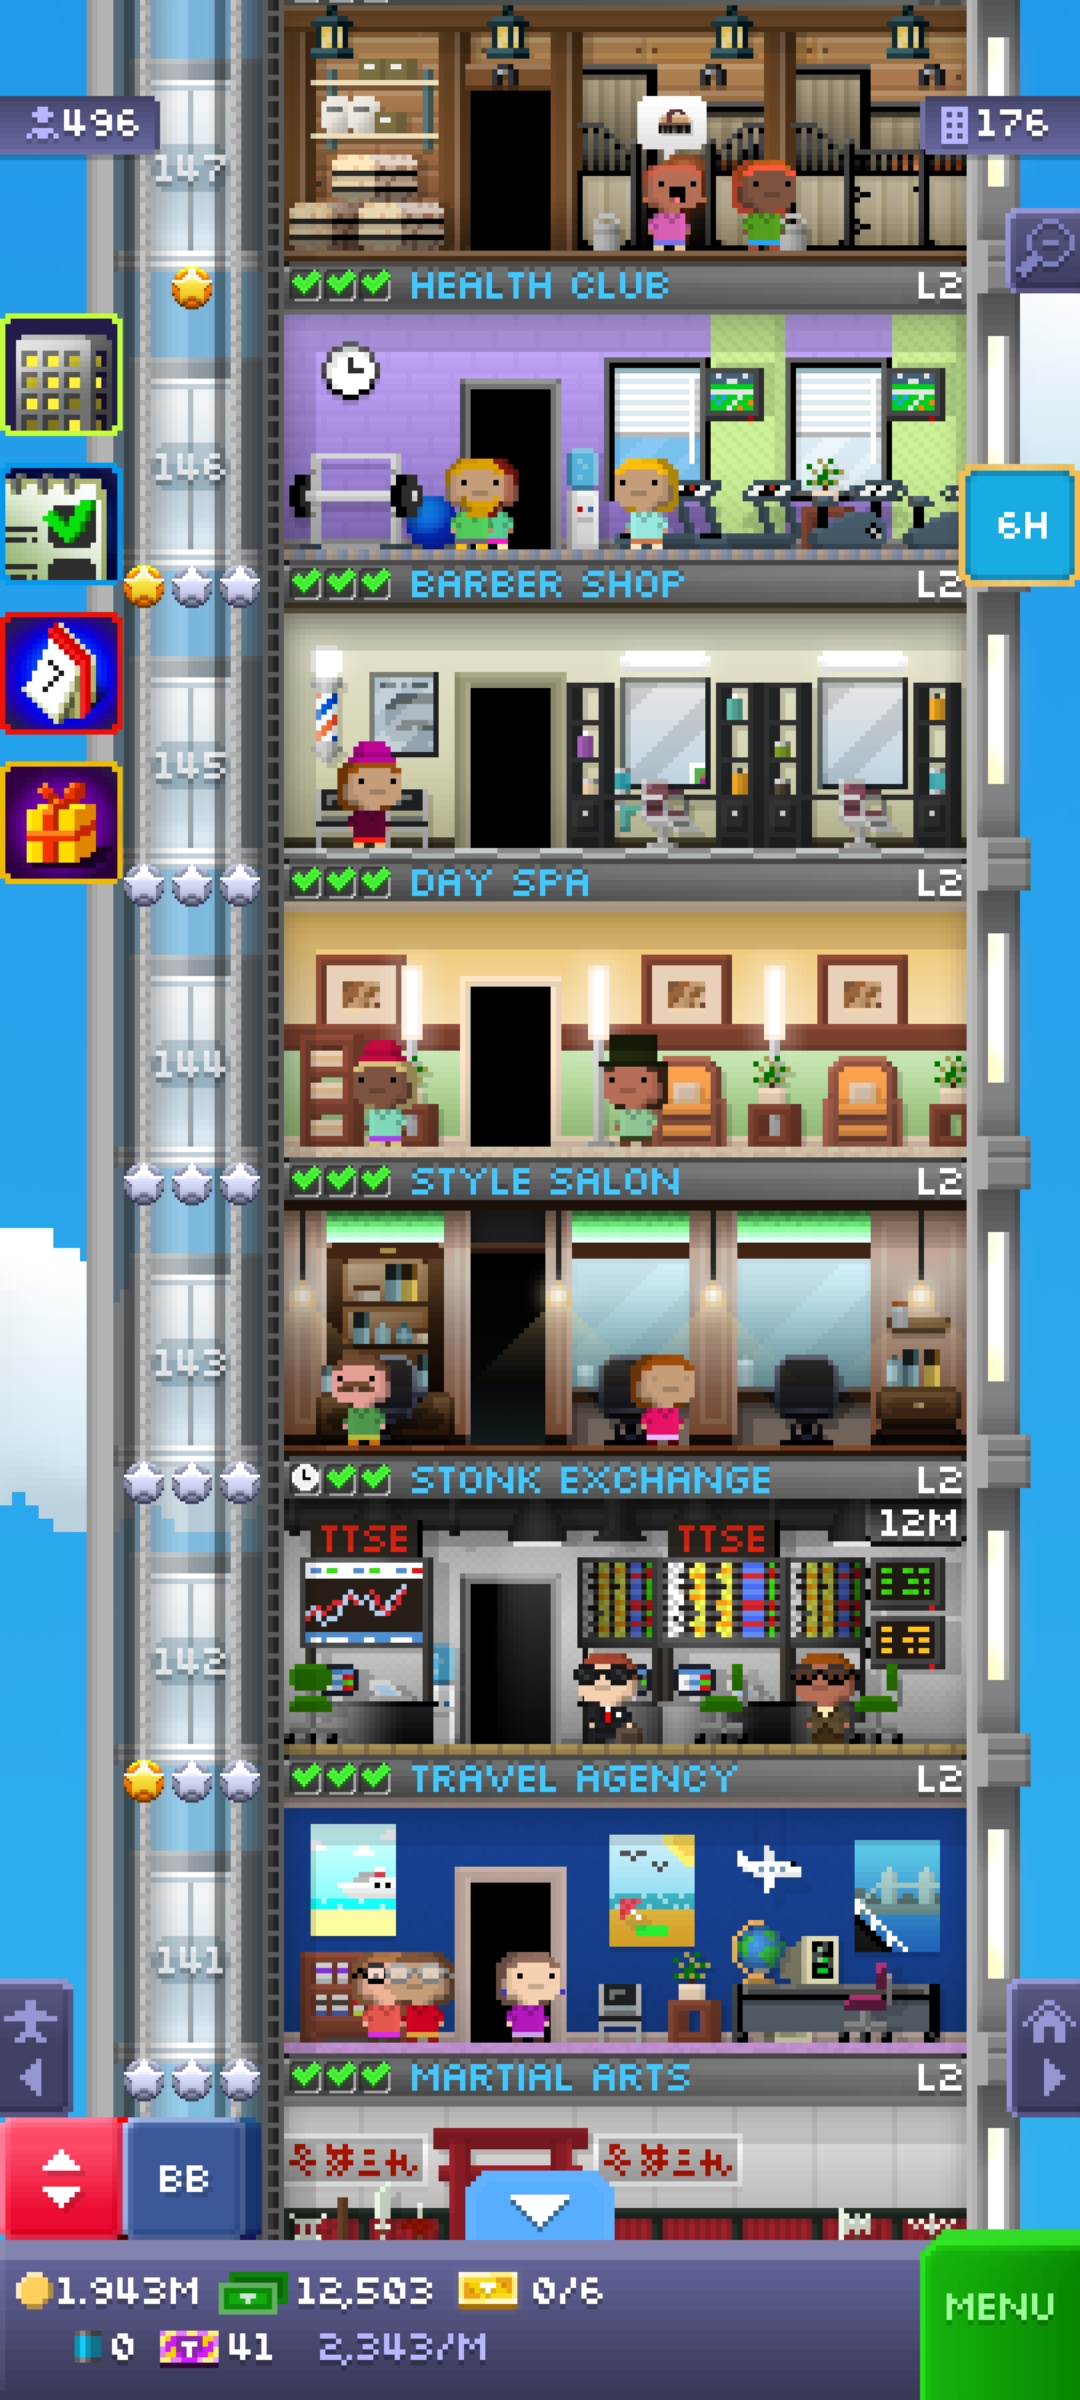 496
176
147
HEALTH CLUB L2
146
6H
BARBER SHOP L2
145
DAY SPA L2
144
STYLE SALON L2
143
STONK EXCHANGE L2
12M
TTSE TTSE
142
TRAVEL AGENCY L2
141
MARTIAL ARTS L2
BB
1.943M 12,503 0/6
MENU
0 T 41 2,343/M